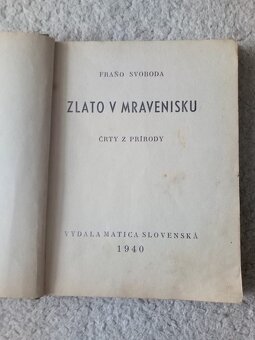 FRAŇO SVOBODA
ZLATO V MRAVENISKU
ČRTY Z PRÍRODY
VYDALA MATICA SLOVENSKÁ
1940